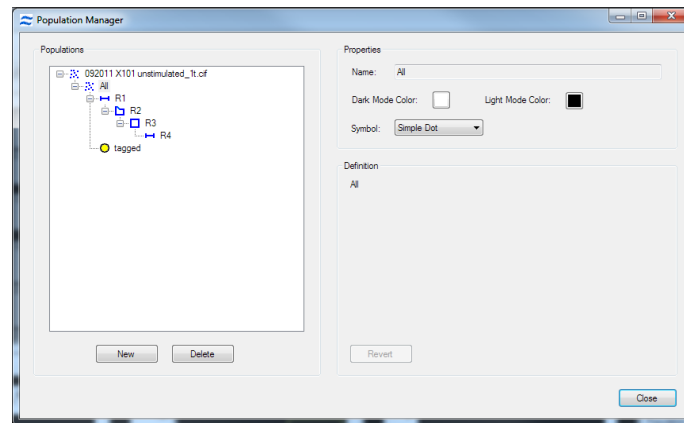 Population Manager
Populations
092011 X101 unstimulated_1t.cif
All
R1
R2
R3
R4
tagged
New Delete
Properties
Name: All
Dark Mode Color: Light Mode Color:
Symbol: Simple Dot
Definition
All
Revert
Close